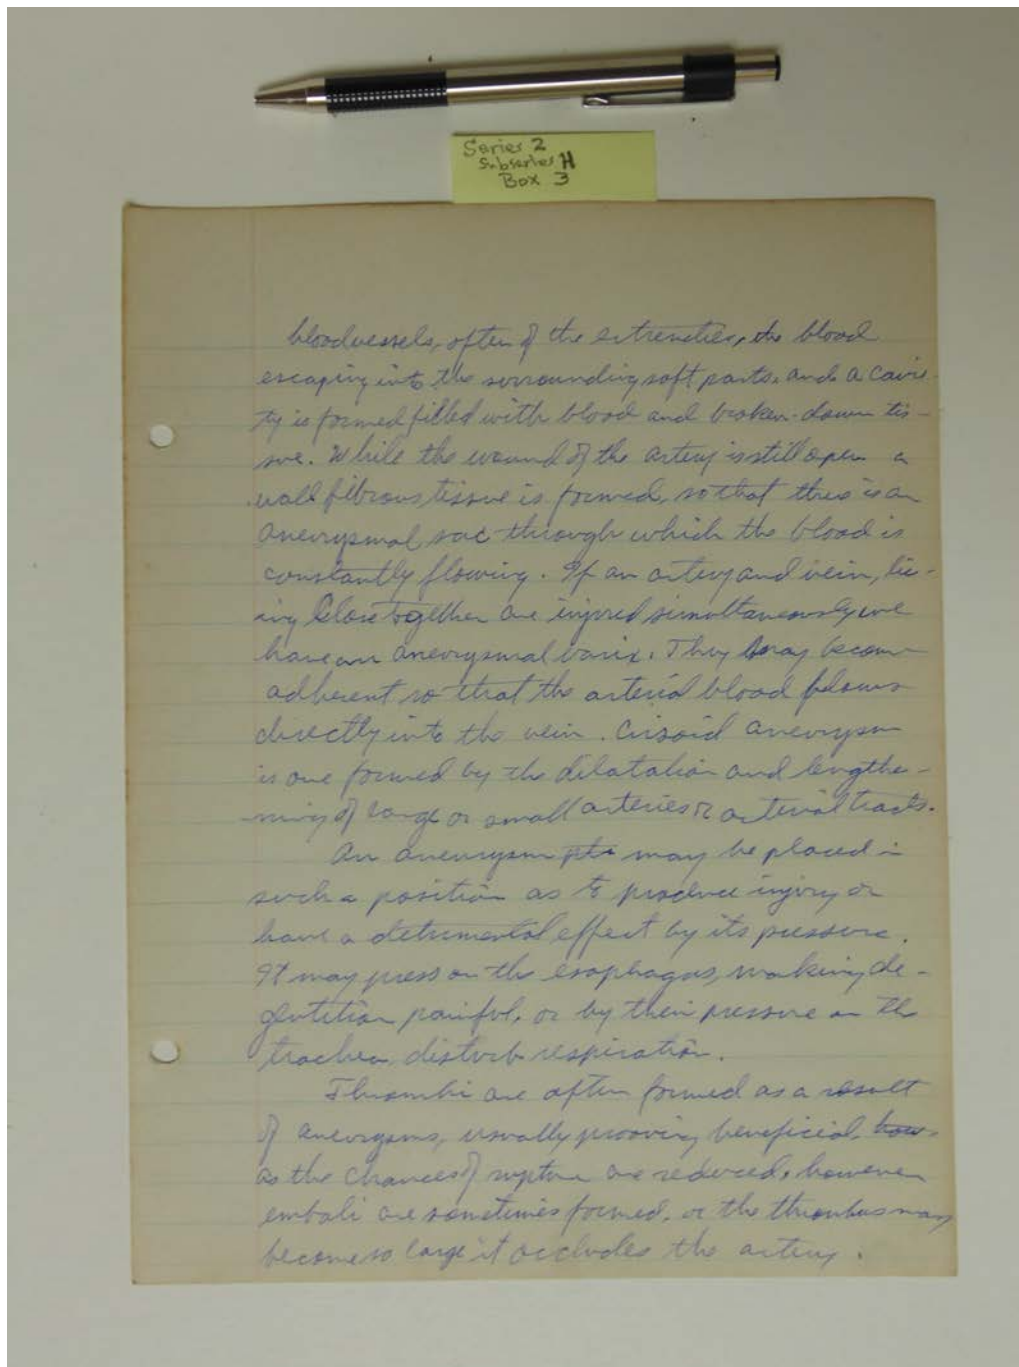 Series 2
Subseries H
Box 3
bloodvessels, often of the extremeties, the blood
escaping into the surrounding soft parts, and a cavi-
ty is formed filled with blood and broken-down tis-
sue. While the wound of the artery is still open a
wall fibrous tissue is formed, so that there is an
aneurysmal sac through which the blood is
constantly flowing. If an artery and vein, ly-
ing close together are injured simultaneously we
have an aneurysmal varix. They may become
adherent so that the arterial blood flows
directly into the vein. Cirsoid aneurysm
is one formed by the dilatation and lengthe-
ning of large or small arteries or arterial tracts.
An aneurysm may be placed in
such a position as to produce injury or
have a detrimental effect by its pressure.
It may press on the esophagus, making de-
glutition painful, or by their pressure on the
trachea disturb respiration.
Thrombi are often formed as a result
of aneurysms, usually prooving beneficial, how-
as the chances of rupture are reduced, however
emboli are sometimes formed, or the thrombus may
become so large it occludes the artery.